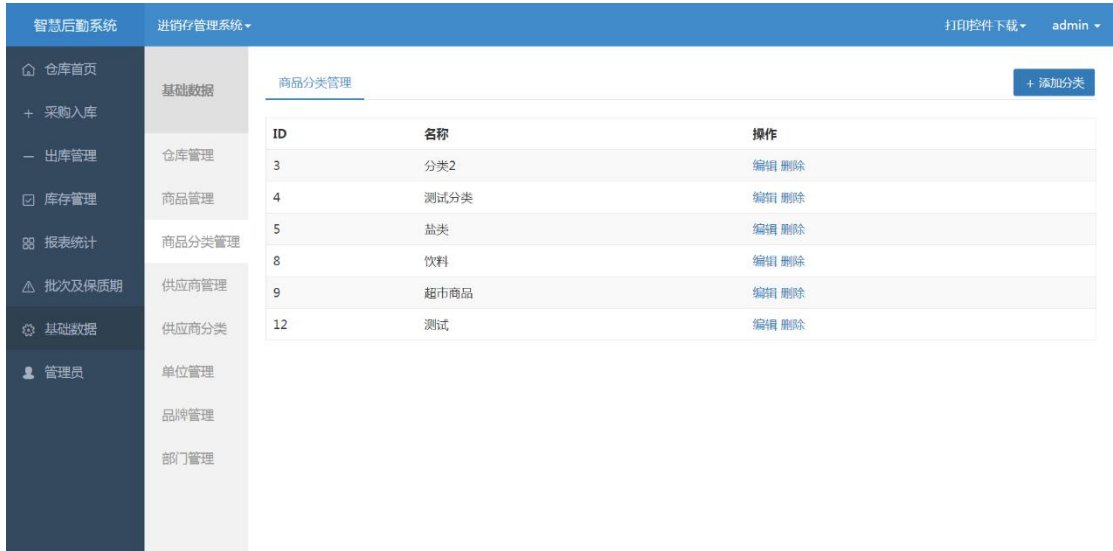 智慧后勤系统 进销存管理系统 打印控件下载 admin
仓库首页
采购入库
出库管理
库存管理
报表统计
批次及保质期
基础数据
管理员
基础数据
仓库管理
商品管理
商品分类管理
供应商管理
供应商分类
单位管理
品牌管理
部门管理
商品分类管理 + 添加分类
ID 名称 操作
3 分类2 编辑 删除
4 测试分类 编辑 删除
5 盐类 编辑 删除
8 饮料 编辑 删除
9 超市商品 编辑 删除
12 测试 编辑 删除